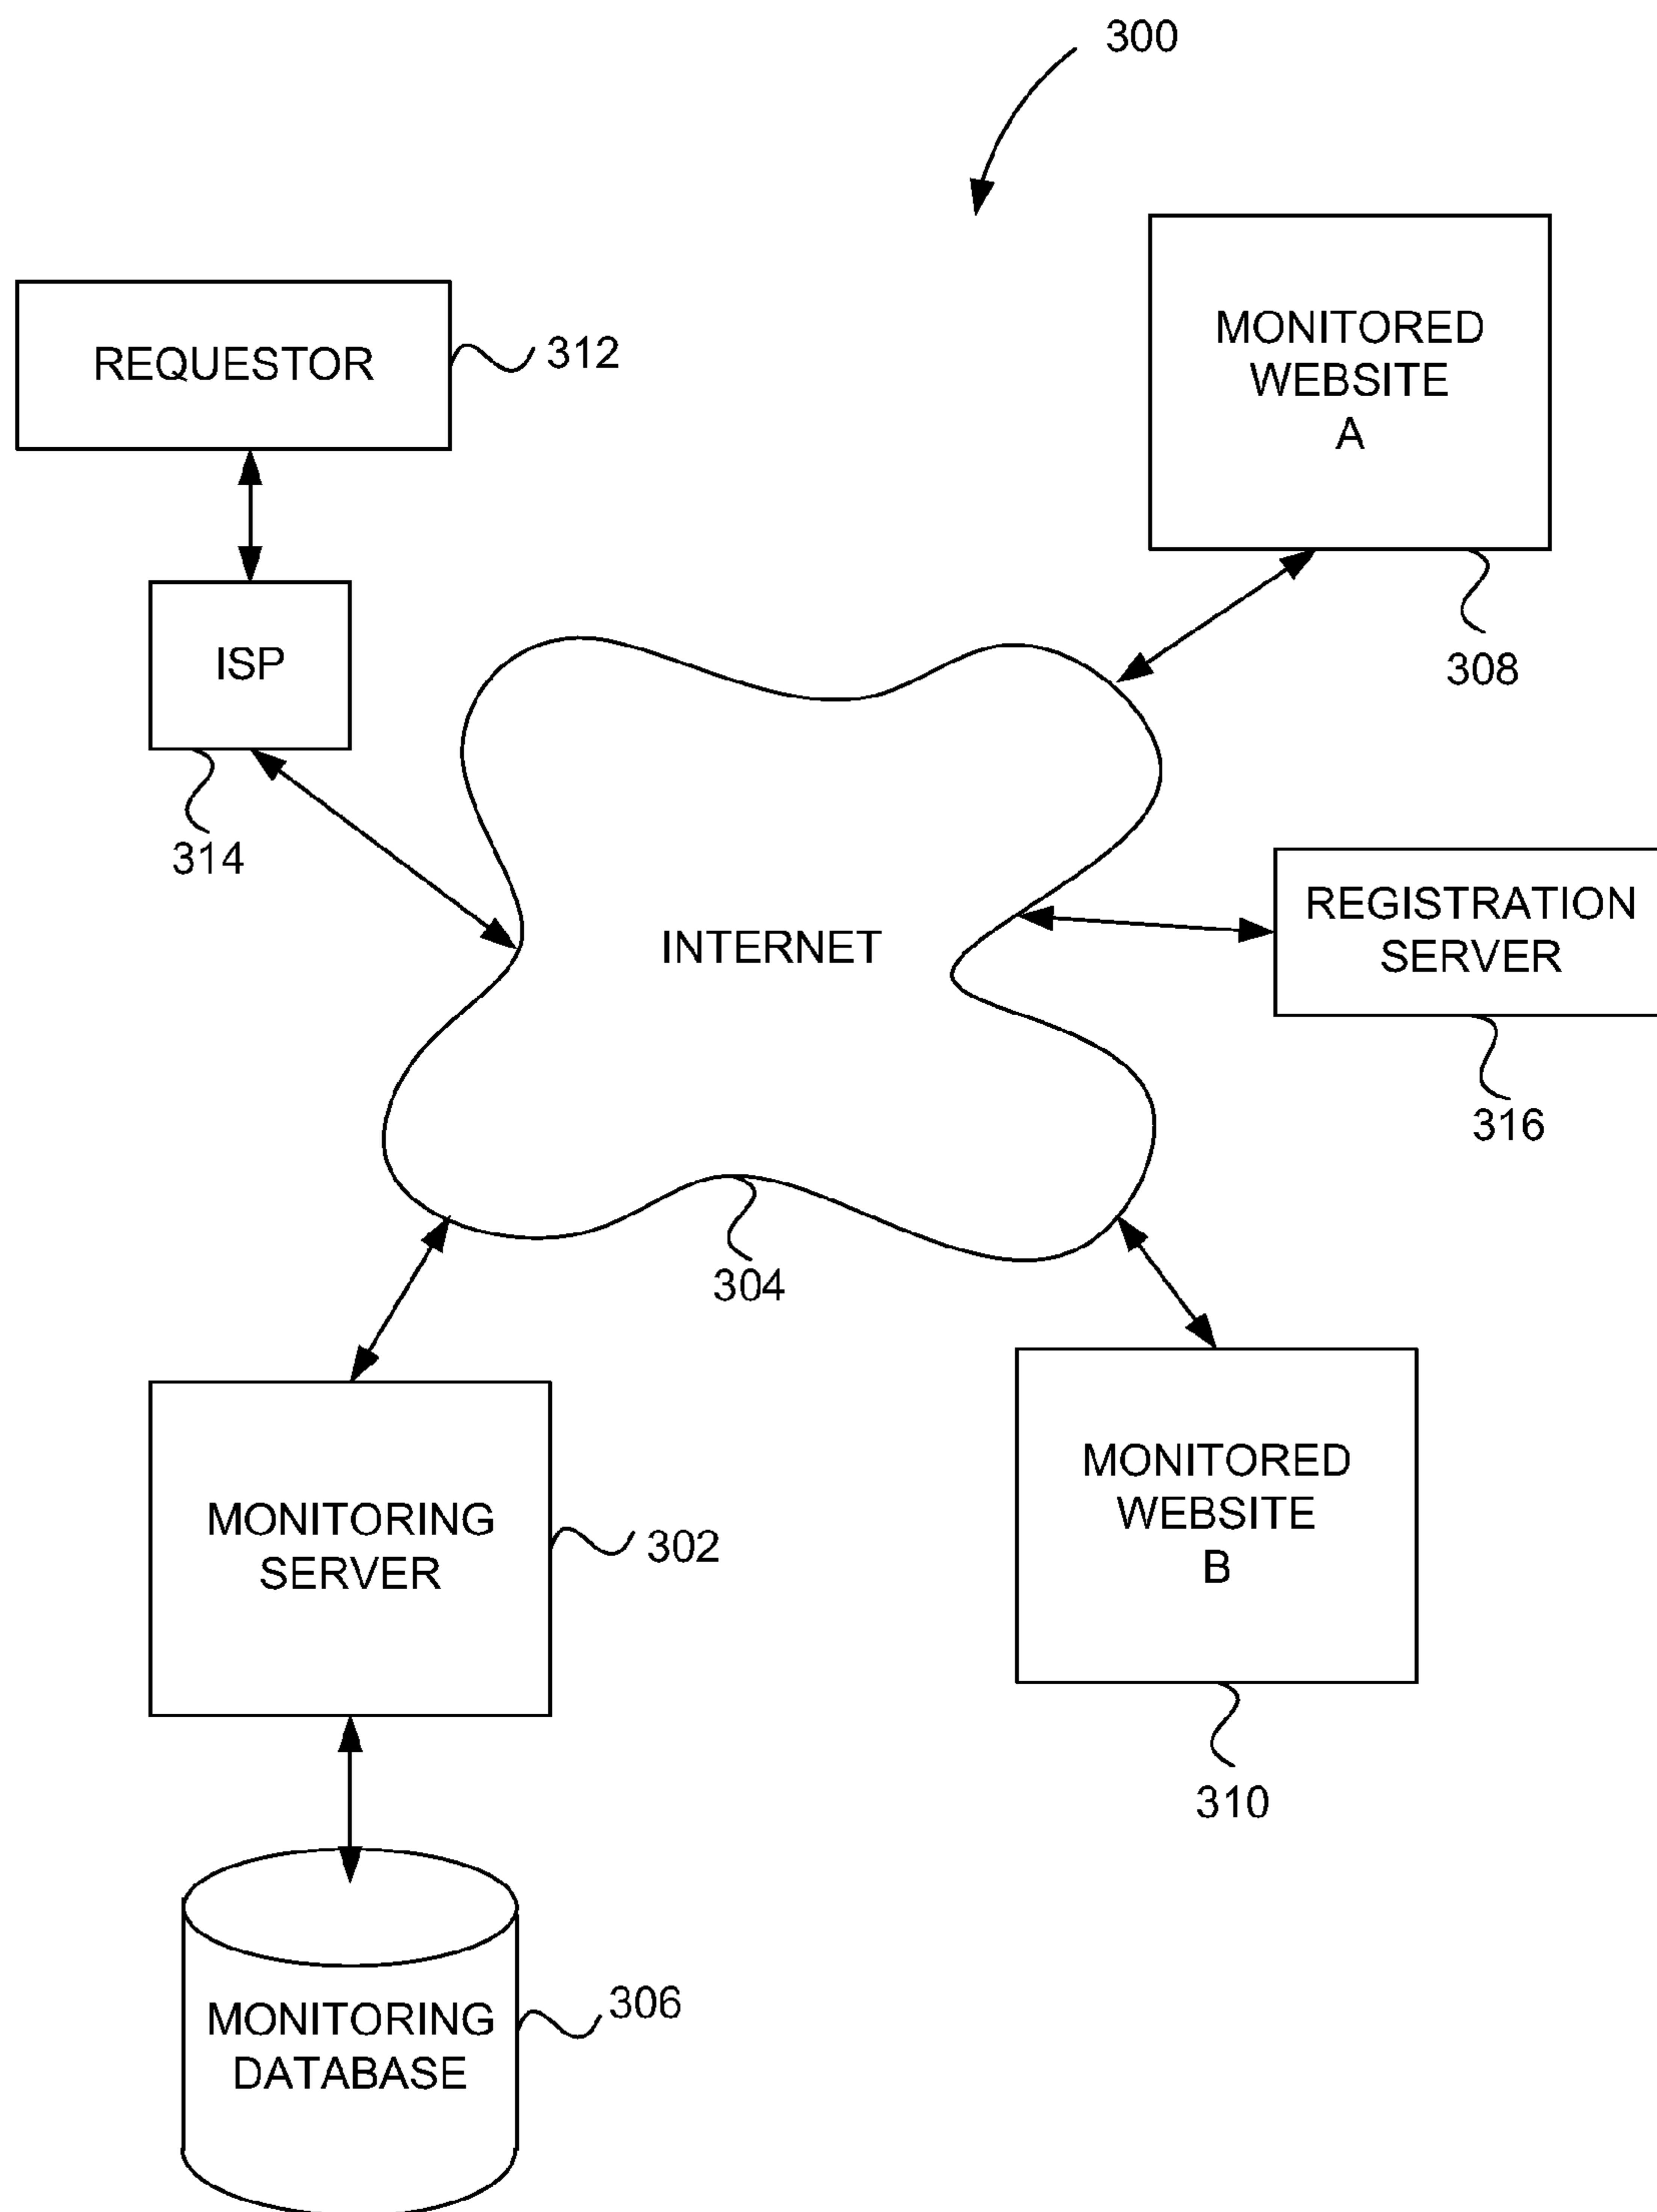 300
REQUESTOR
312
MONITORED
WEBSITE
A
308
ISP
314
INTERNET
304
REGISTRATION
SERVER
316
MONITORING
SERVER
302
MONITORED
WEBSITE
B
310
MONITORING
DATABASE
306